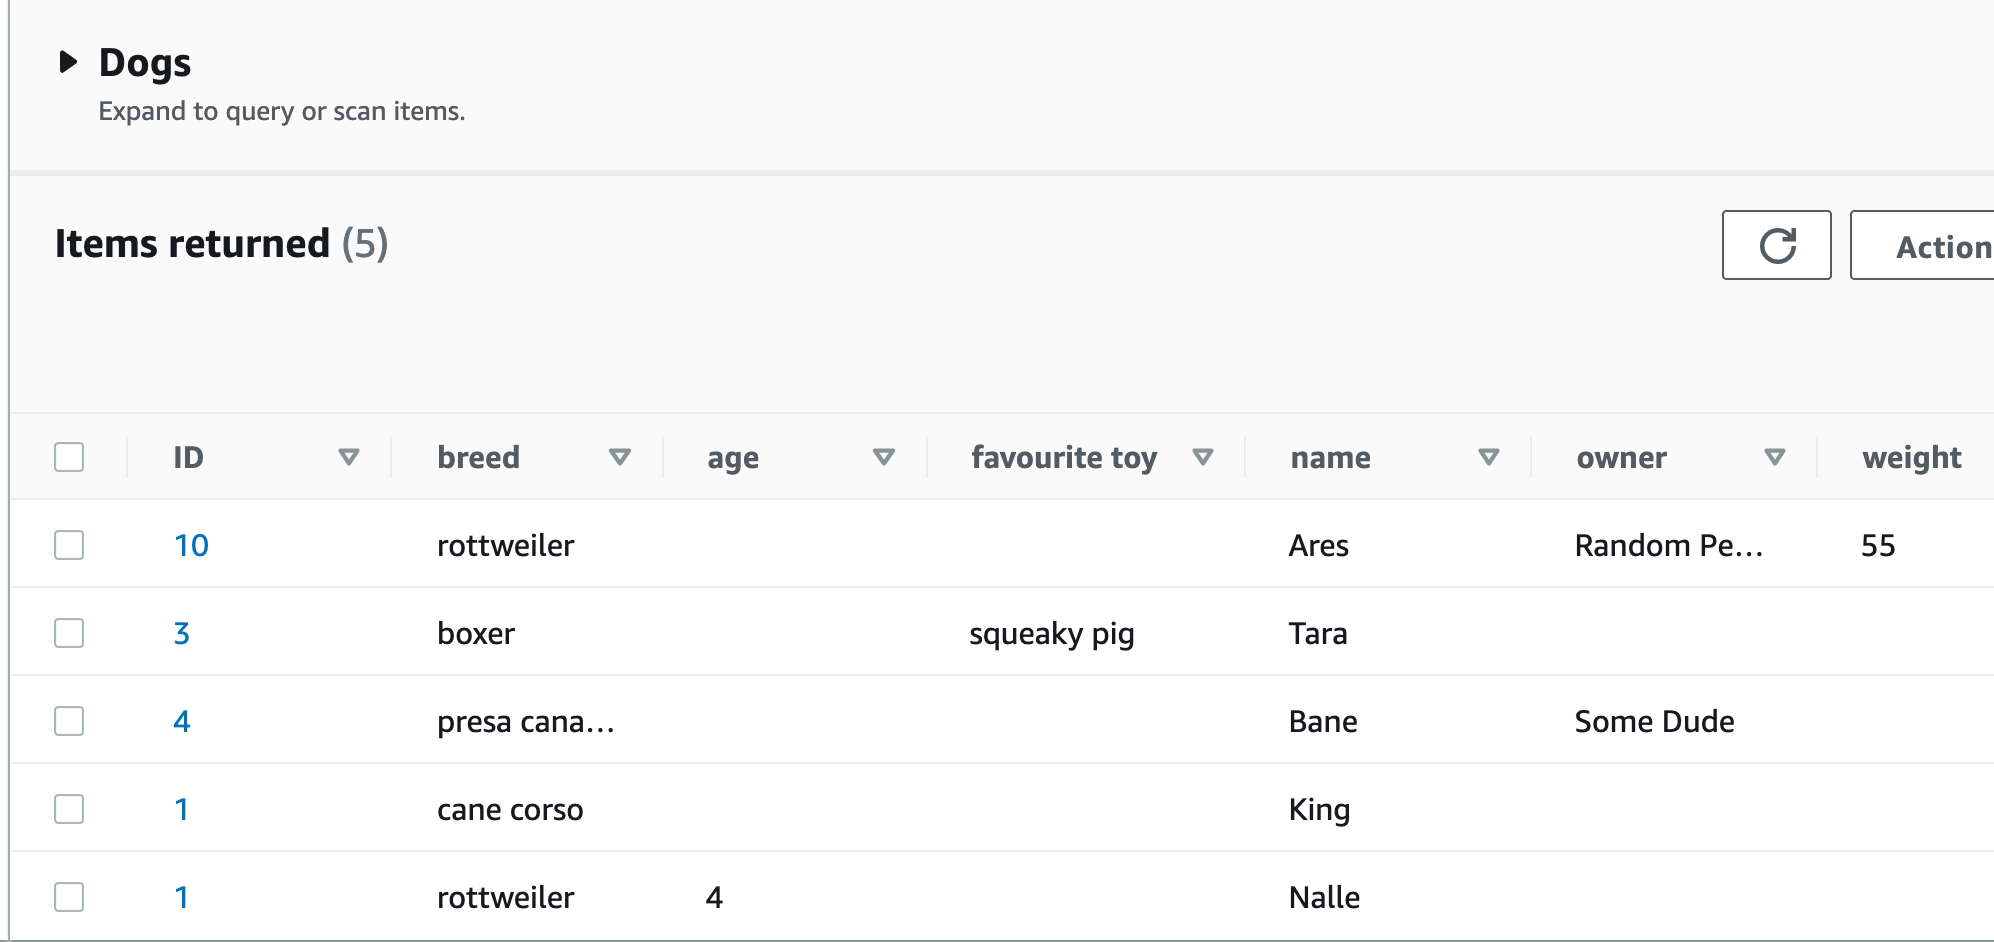 Dogs
Expand to query or scan items.
Items returned (5)
Action
ID breed age favourite toy name owner weight
10 rottweiler Ares Random Pe... 55
3 boxer squeaky pig Tara
4 presa cana... Bane Some Dude
1 cane corso King
1 rottweiler 4 Nalle